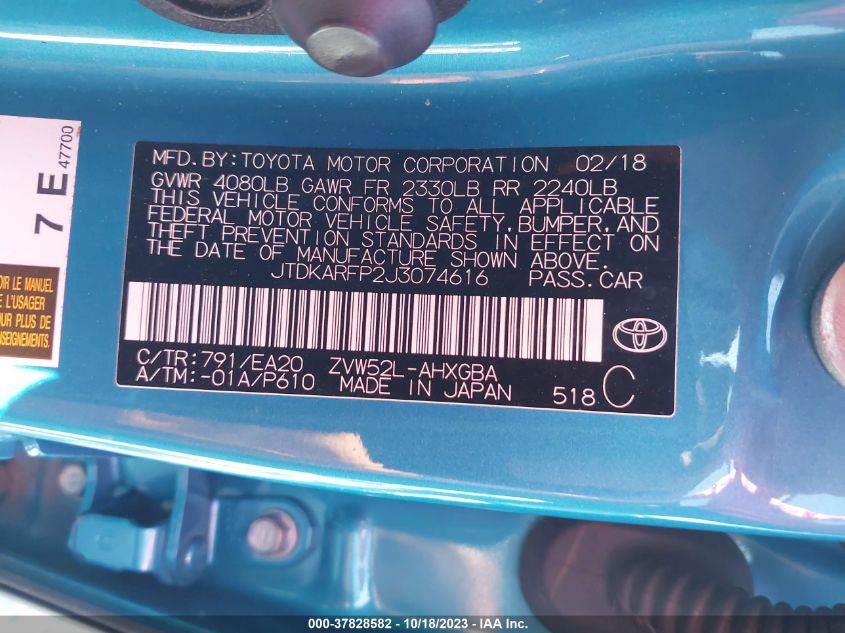 7 E 47700
OIR LE MANUEL
E L'USAGER
OUR PLUS DE
NSEIGNEMENTS.
MFD.BY:TOYOTA MOTOR CORPORATION 02/18
GVWR 4080LB GAWR FR 2330LB RR 2240LB
THIS VEHICLE CONFORMS TO ALL APPLICABLE
FEDERAL MOTOR VEHICLE SAFETY,BUMPER,AND
THEFT PREVENTION STANDARDS IN EFFECT ON
THE DATE OF MANUFACTURE SHOWN ABOVE.
JTDKARFP2J3074616 PASS.CAR
C/TR:791/EA20 ZVW52L-AHXGBA
A/TM:-01A/P610 MADE IN JAPAN 518 C
000-37828582 - 10/18/2023 - IAA Inc.